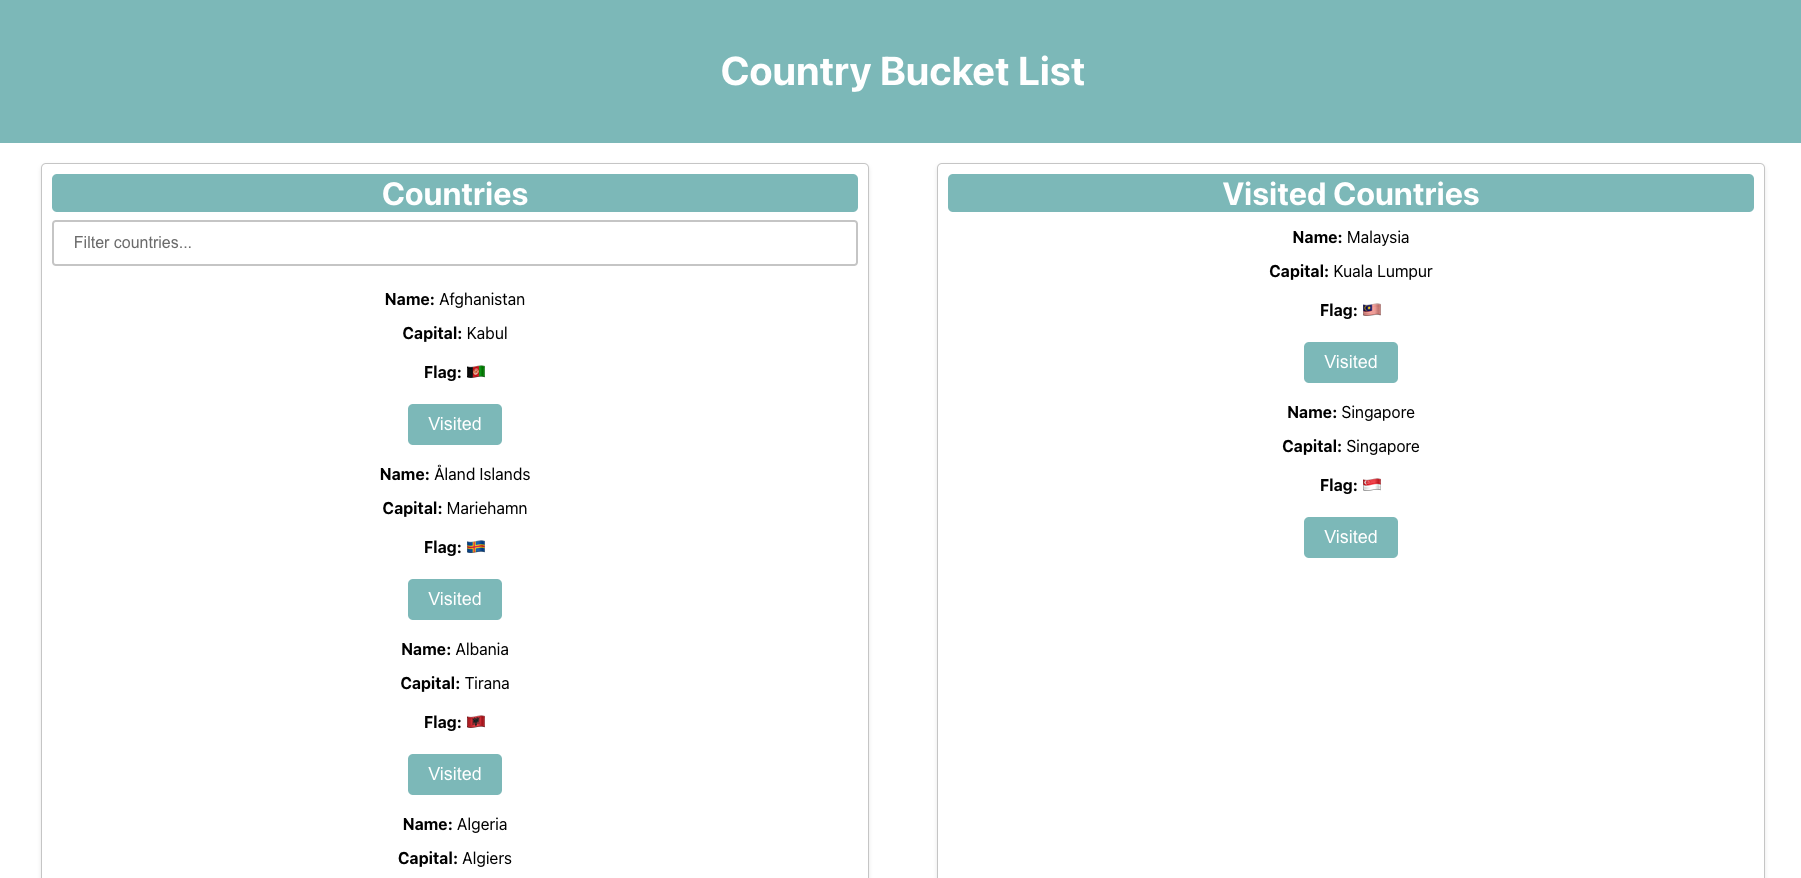 Country Bucket List
Countries
Filter countries...
Name: Afghanistan
Capital: Kabul
Flag: 🇦🇫
Visited
Name: Åland Islands
Capital: Mariehamn
Flag: 🇦🇽
Visited
Name: Albania
Capital: Tirana
Flag: 🇦🇱
Visited
Name: Algeria
Capital: Algiers
Visited Countries
Name: Malaysia
Capital: Kuala Lumpur
Flag: 🇲🇾
Visited
Name: Singapore
Capital: Singapore
Flag: 🇸🇬
Visited